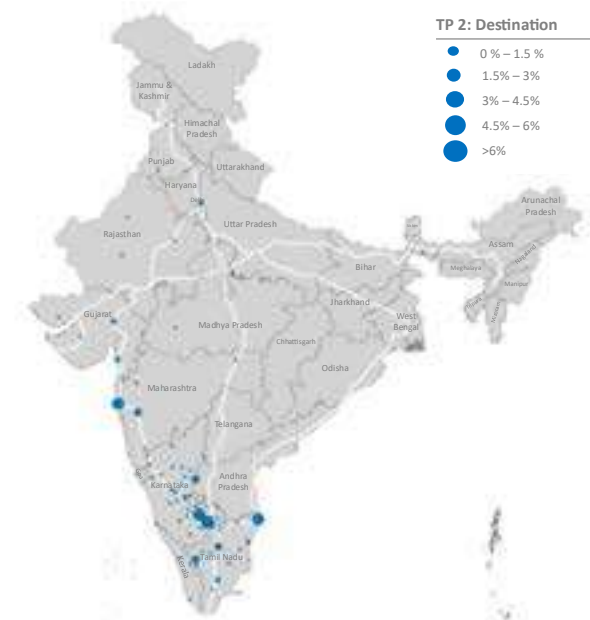 TP 2: Destination
0 % – 1.5 %
1.5% – 3%
3% – 4.5%
4.5% – 6%
>6%
Ladakh
Jammu &
Kashmir
Himachal
Pradesh
Punjab
Uttarakhand
Haryana
Uttar Pradesh
Rajasthan
Arunachal
Pradesh
Assam
Nagaland
Meghalaya
Manipur
Bihar
Jharkhand
West
Bengal
Gujarat
Madhya Pradesh
Chhattisgarh
Odisha
Maharashtra
Telangana
Karnataka
Andhra
Pradesh
Tamil Nadu
Kerala